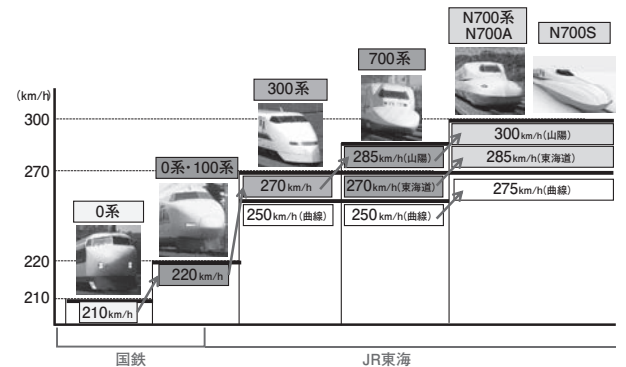 N700系
N700A
N700S
700系
300系
0系・100系
0系
(km/h)
300
270
220
210
300km/h(山陽)
285km/h(山陽)
285km/h(東海道)
270km/h
270km/h(東海道)
275km/h(曲線)
250km/h(曲線)
250km/h(曲線)
220km/h
210km/h
国鉄
JR東海